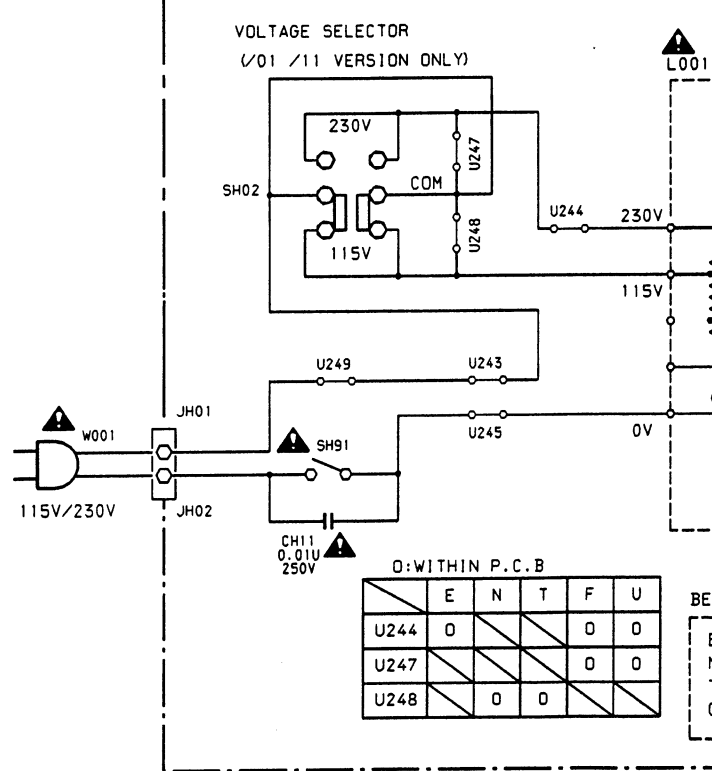 VOLTAGE SELECTOR
(/01 /11 VERSION ONLY)
L001
230V
U247
SH02
COM
U244
230V
U248
115V
115V
U249
U243
JH01
W001
SH91
U245
0V
115V/230V
JH02
CH11
0.01U
250V
O:WITHIN P.C.B
E N T F U
U244 O O O
U247 O O
U248 O O
BE